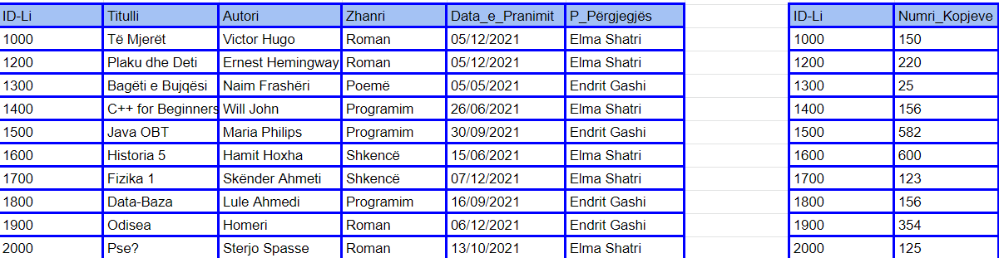 ID-Li Titulli Autori Zhanri Data_e_Pranimit P_Përgjegjës ID-Li Numri_Kopjeve
1000 Të Mjerët Victor Hugo Roman 05/12/2021 Elma Shatri 1000 150
1200 Plaku dhe Deti Ernest Hemingway Roman 05/12/2021 Elma Shatri 1200 220
1300 Bagëti e Bujqësi Naim Frashëri Poemë 05/05/2021 Endrit Gashi 1300 25
1400 C++ for Beginners Will John Programim 26/06/2021 Elma Shatri 1400 156
1500 Java OBT Maria Philips Programim 30/09/2021 Endrit Gashi 1500 582
1600 Historia 5 Hamit Hoxha Shkencë 15/06/2021 Elma Shatri 1600 600
1700 Fizika 1 Skënder Ahmeti Shkencë 07/12/2021 Elma Shatri 1700 123
1800 Data-Baza Lule Ahmedi Programim 16/09/2021 Endrit Gashi 1800 156
1900 Odisea Homeri Roman 06/12/2021 Endrit Gashi 1900 354
2000 Pse? Sterjo Spasse Roman 13/10/2021 Elma Shatri 2000 125